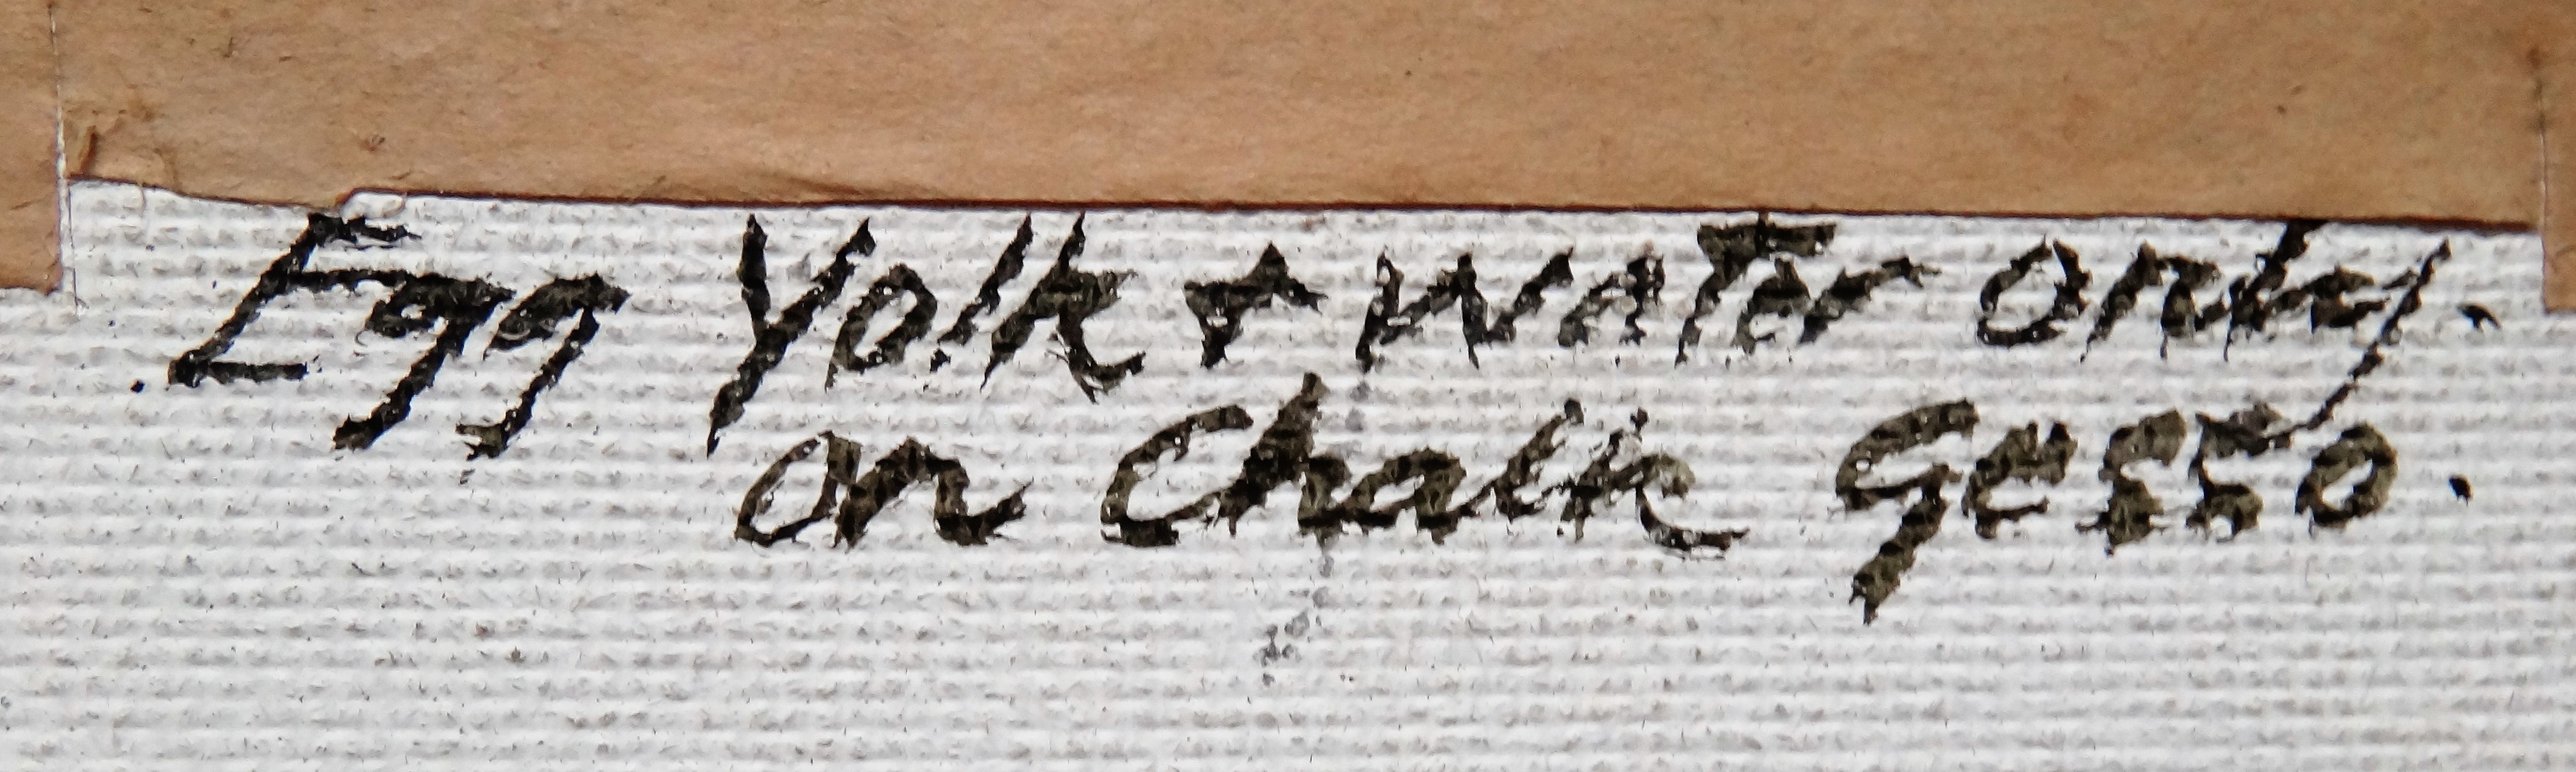 Egg Yolk + water only.
on Chalk Gesso.